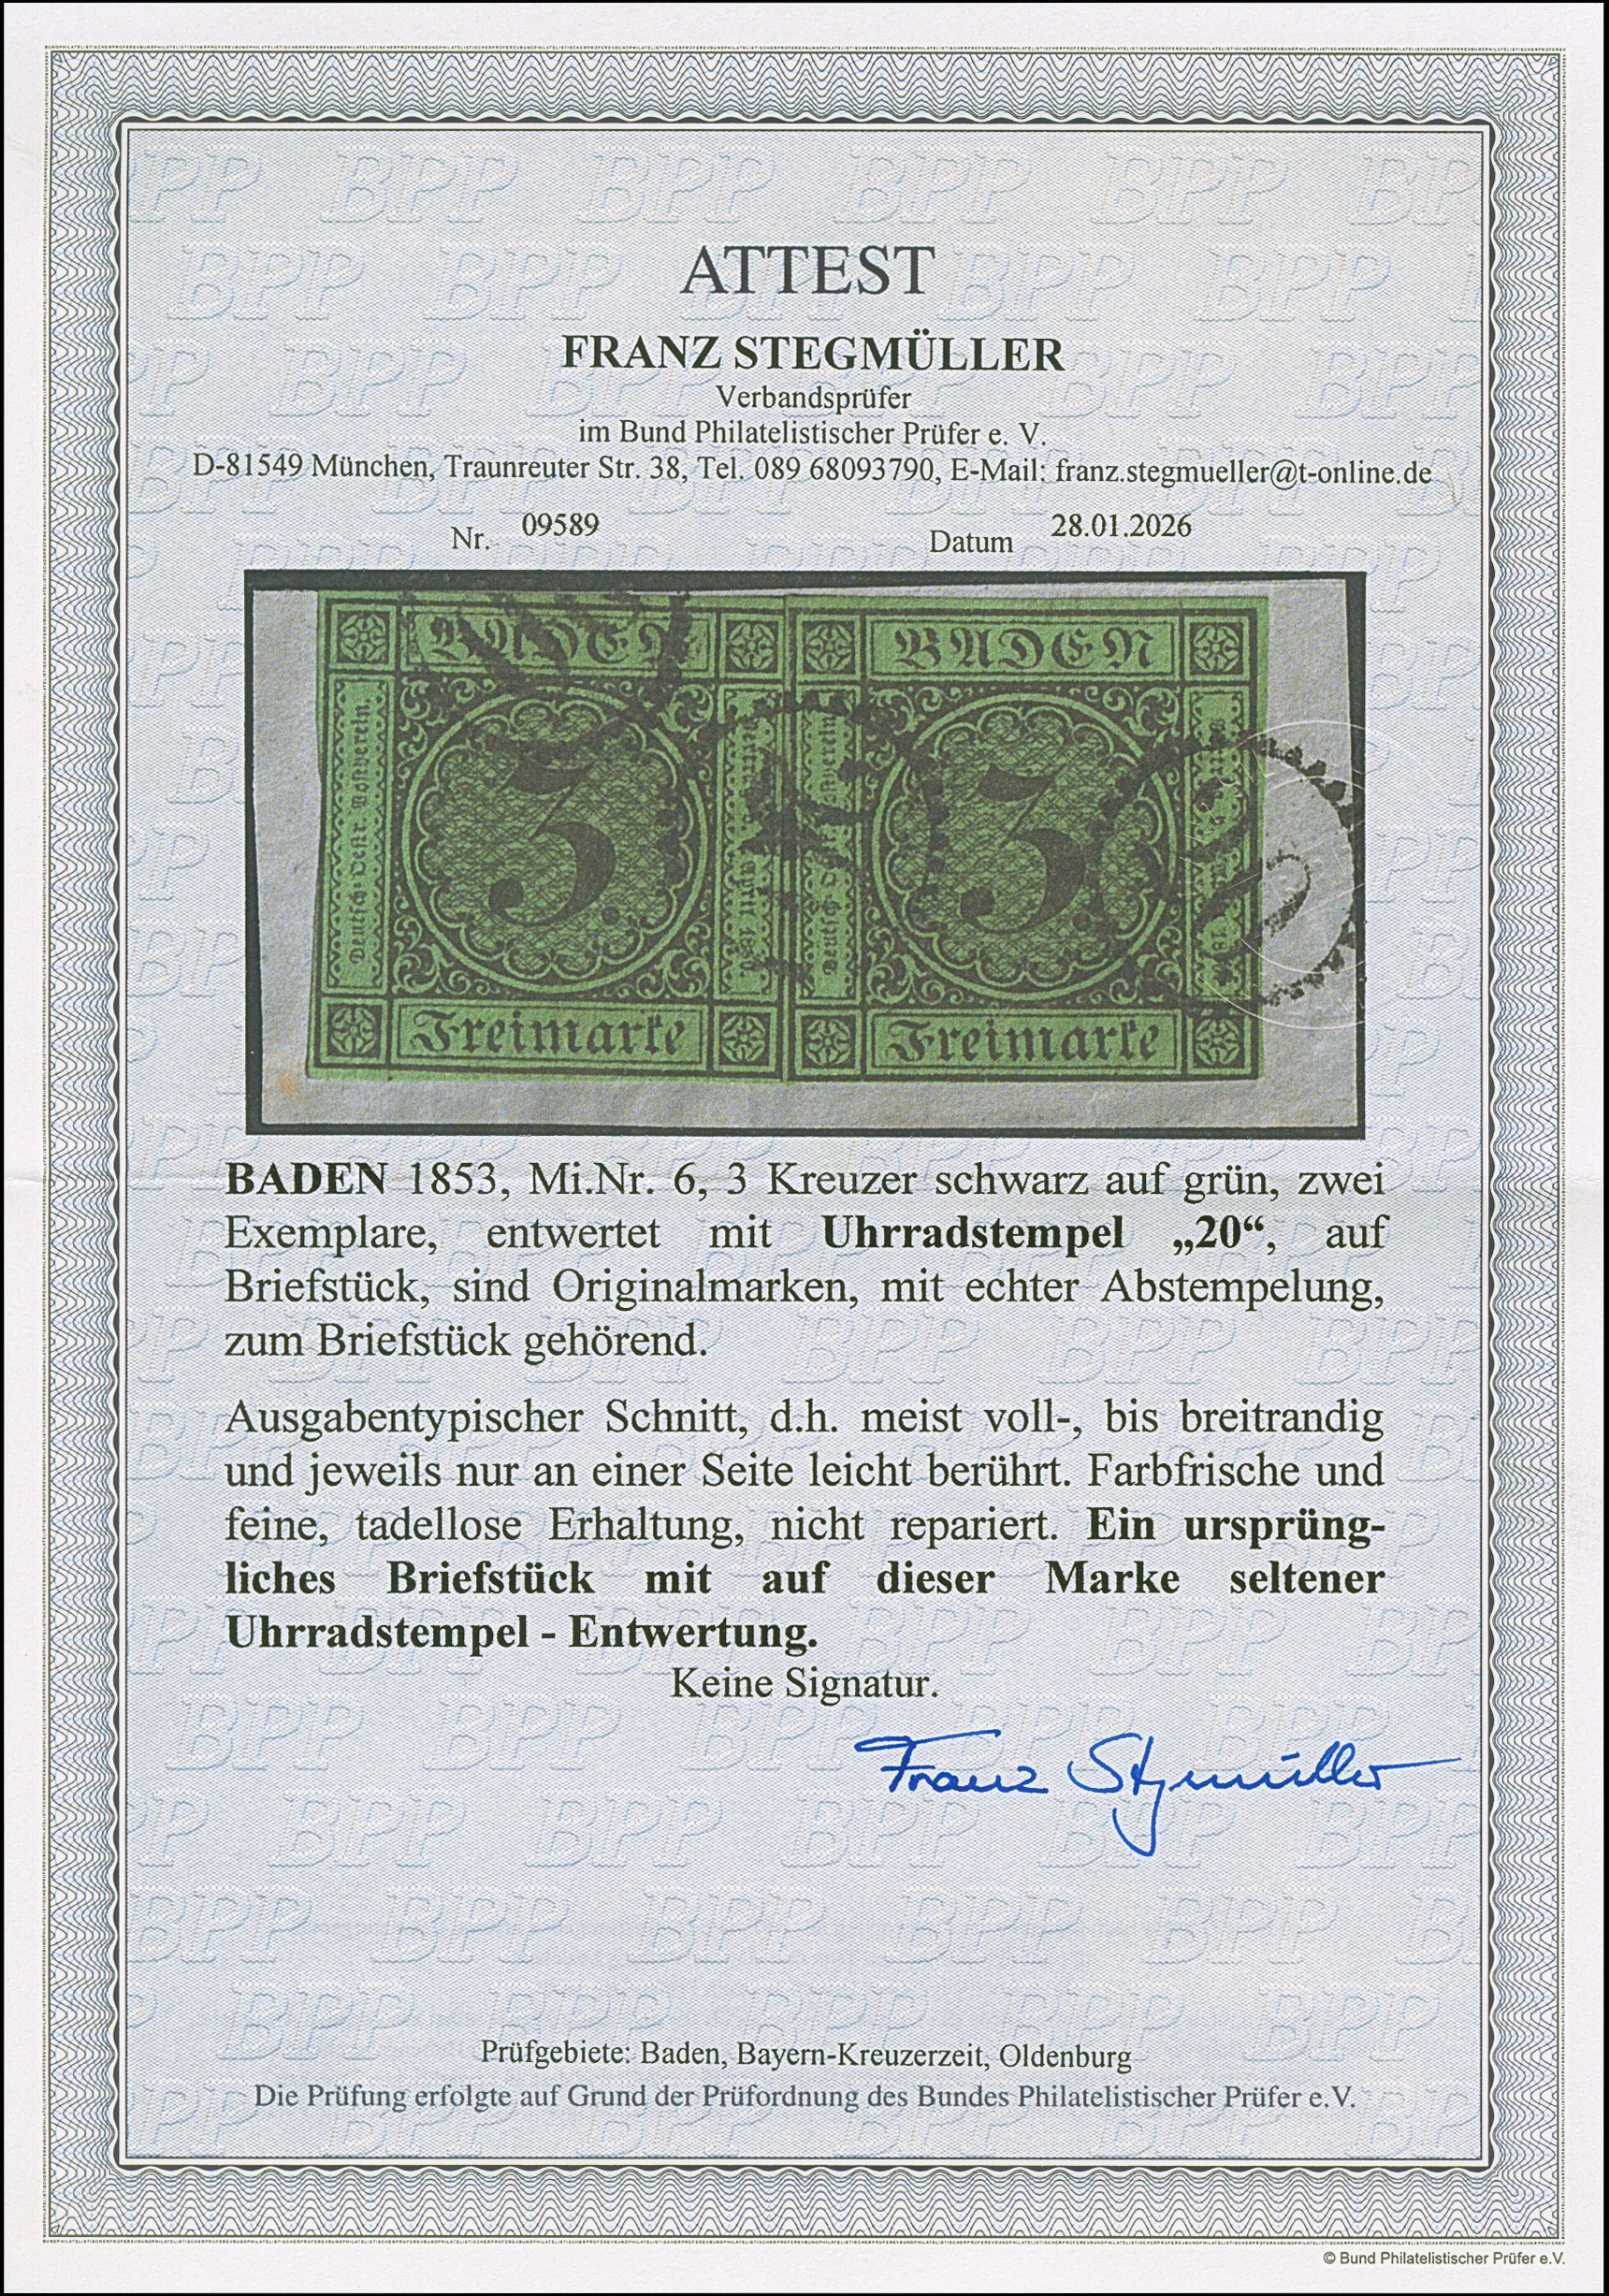 ATTEST
FRANZ STEGMÜLLER
Verbandsprüfer
im Bund Philatelistischer Prüfer e. V.
D-81549 München, Traunreuter Str. 38, Tel. 089 68093790, E-Mail: franz.stegmueller@t-online.de
Nr. 09589 Datum 28.01.2026
BADEN BADEN
3 3
Freimarke Freimarke
BADEN 1853, Mi.Nr. 6, 3 Kreuzer schwarz auf grün, zwei
Exemplare, entwertet mit Uhrradstempel „20“, auf
Briefstück, sind Originalmarken, mit echter Abstempelung,
zum Briefstück gehörend.
Ausgabentypischer Schnitt, d.h. meist voll-, bis breitrandig
und jeweils nur an einer Seite leicht berührt. Farbfrische und
feine, tadellose Erhaltung, nicht repariert. Ein ursprüng-
liches Briefstück mit auf dieser Marke seltener
Uhrradstempel - Entwertung.
Keine Signatur.
Franz Stegmüller
Prüfgebiete: Baden, Bayern-Kreuzerzeit, Oldenburg
Die Prüfung erfolgte auf Grund der Prüfordnung des Bundes Philatelistischer Prüfer e.V.
© Bund Philatelistischer Prüfer e.V.